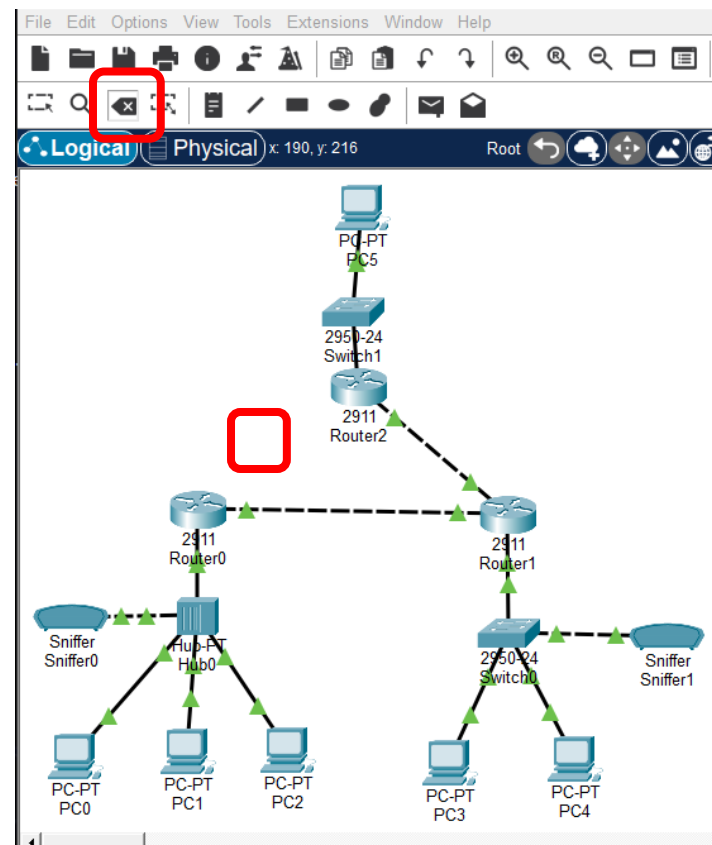 File Edit Options View Tools Extensions Window Help
Logical Physical x: 190, y: 216 Root
PC-PT
PC5
2950-24
Switch1
2911
Router2
2911
Router0
2911
Router1
Sniffer
Sniffer0
Hub-PT
Hub0
2950-24
Switch0
Sniffer
Sniffer1
PC-PT
PC0
PC-PT
PC1
PC-PT
PC2
PC-PT
PC3
PC-PT
PC4